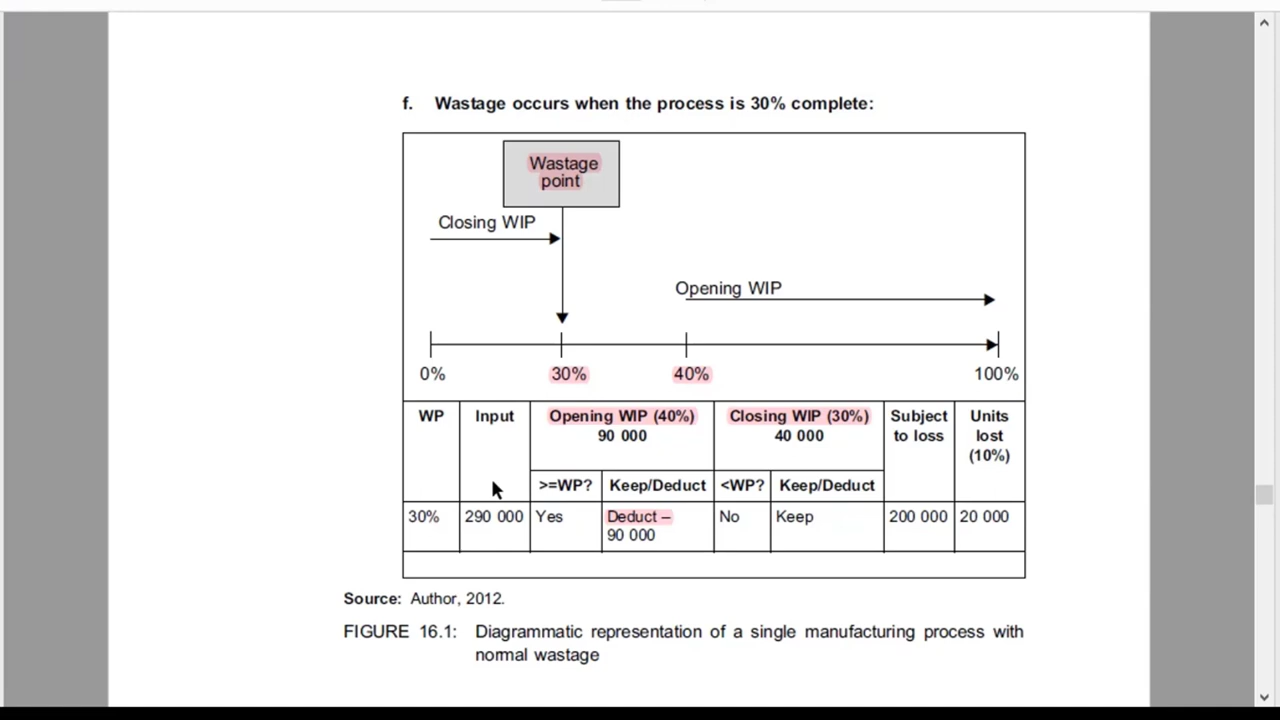 f. Wastage occurs when the process is 30% complete:
Wastage
point
Closing WIP
Opening WIP
0% 30% 40% 100%
WP Input Opening WIP (40%) Closing WIP (30%) Subject Units
90 000 40 000 to loss lost
(10%)
>=WP? Keep/Deduct <WP? Keep/Deduct
30% 290 000 Yes Deduct – No Keep 200 000 20 000
90 000
Source: Author, 2012.
FIGURE 16.1: Diagrammatic representation of a single manufacturing process with
normal wastage